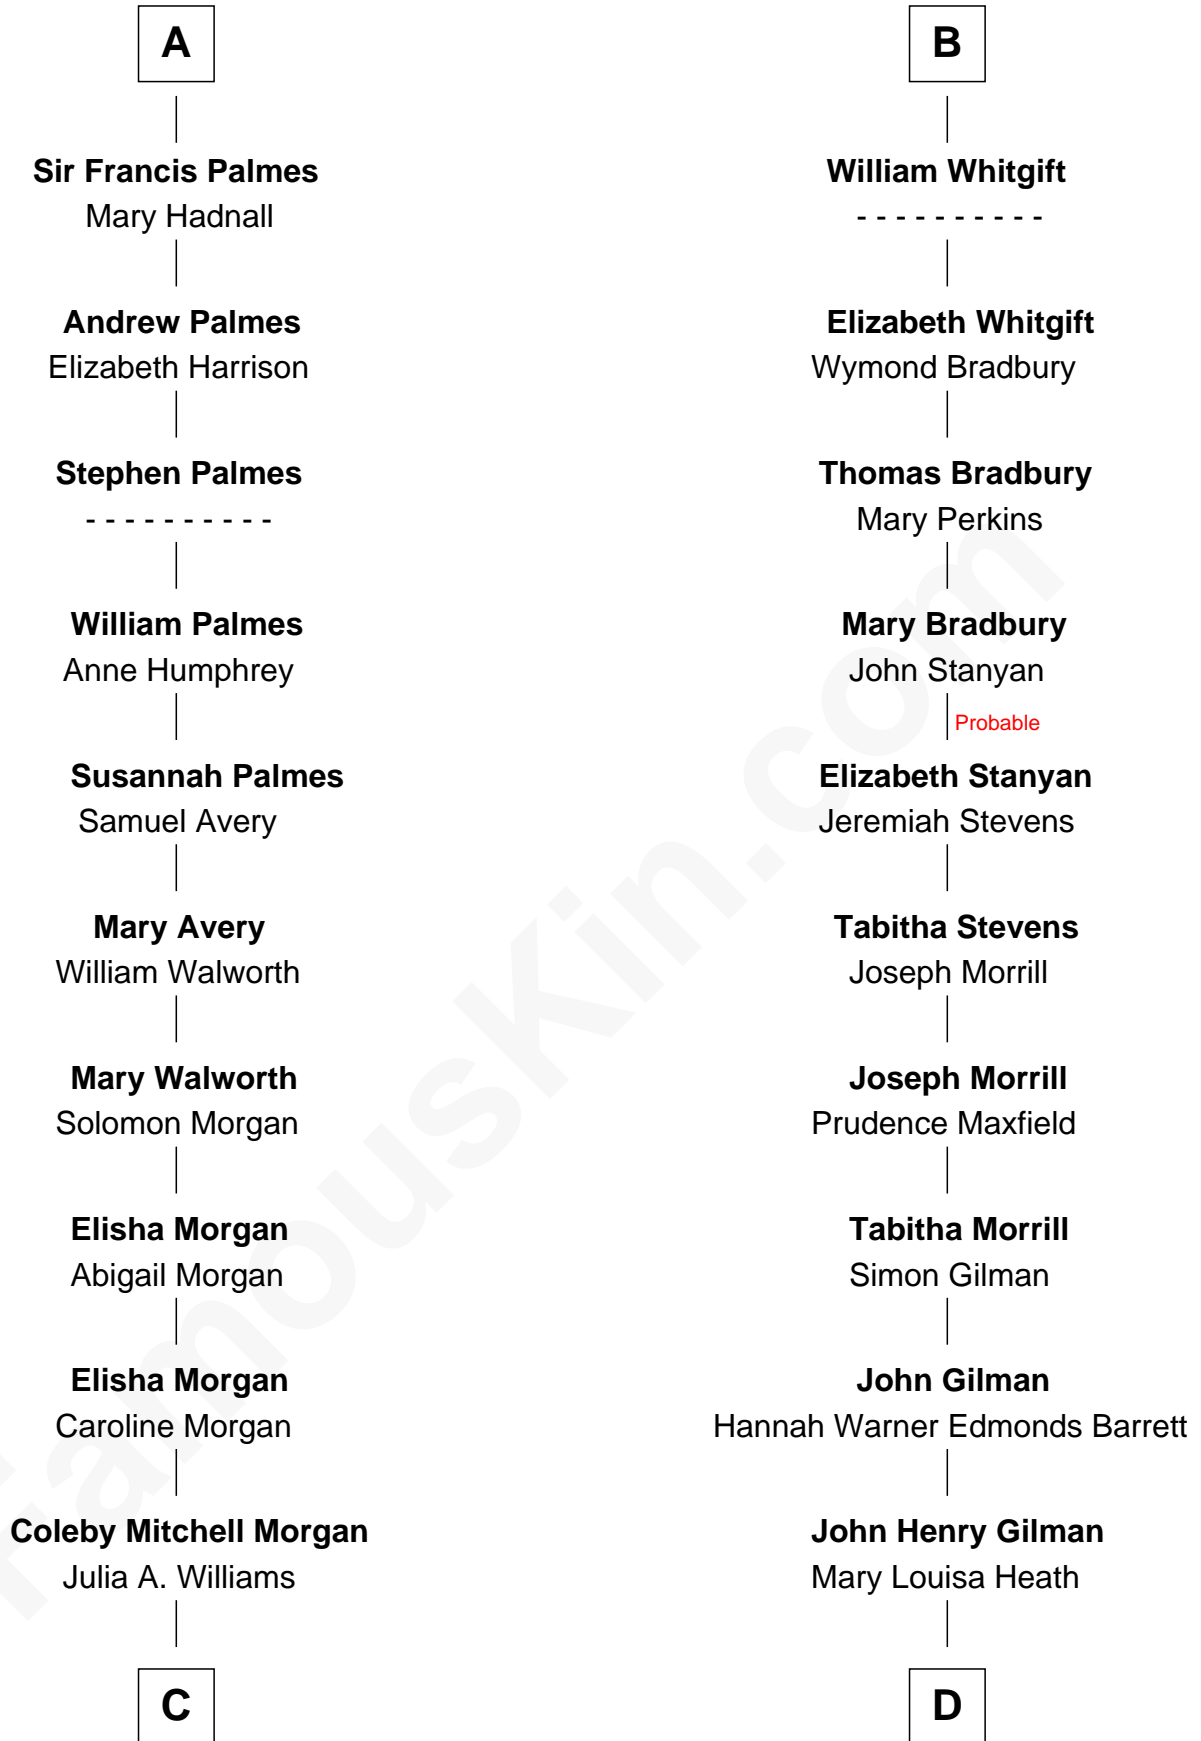 A
Sir Francis Palmes
Mary Hadnall
Andrew Palmes
Elizabeth Harrison
Stephen Palmes
- - - - - - - - - -
William Palmes
Anne Humphrey
Susannah Palmes
Samuel Avery
Mary Avery
William Walworth
Mary Walworth
Solomon Morgan
Elisha Morgan
Abigail Morgan
Elisha Morgan
Caroline Morgan
Coleby Mitchell Morgan
Julia A. Williams
C
B
William Whitgift
- - - - - - - - - -
Elizabeth Whitgift
Wymond Bradbury
Thomas Bradbury
Mary Perkins
Mary Bradbury
John Stanyan
Probable
Elizabeth Stanyan
Jeremiah Stevens
Tabitha Stevens
Joseph Morrill
Joseph Morrill
Prudence Maxfield
Tabitha Morrill
Simon Gilman
John Gilman
Hannah Warner Edmonds Barrett
John Henry Gilman
Mary Louisa Heath
D
FamousKin.com